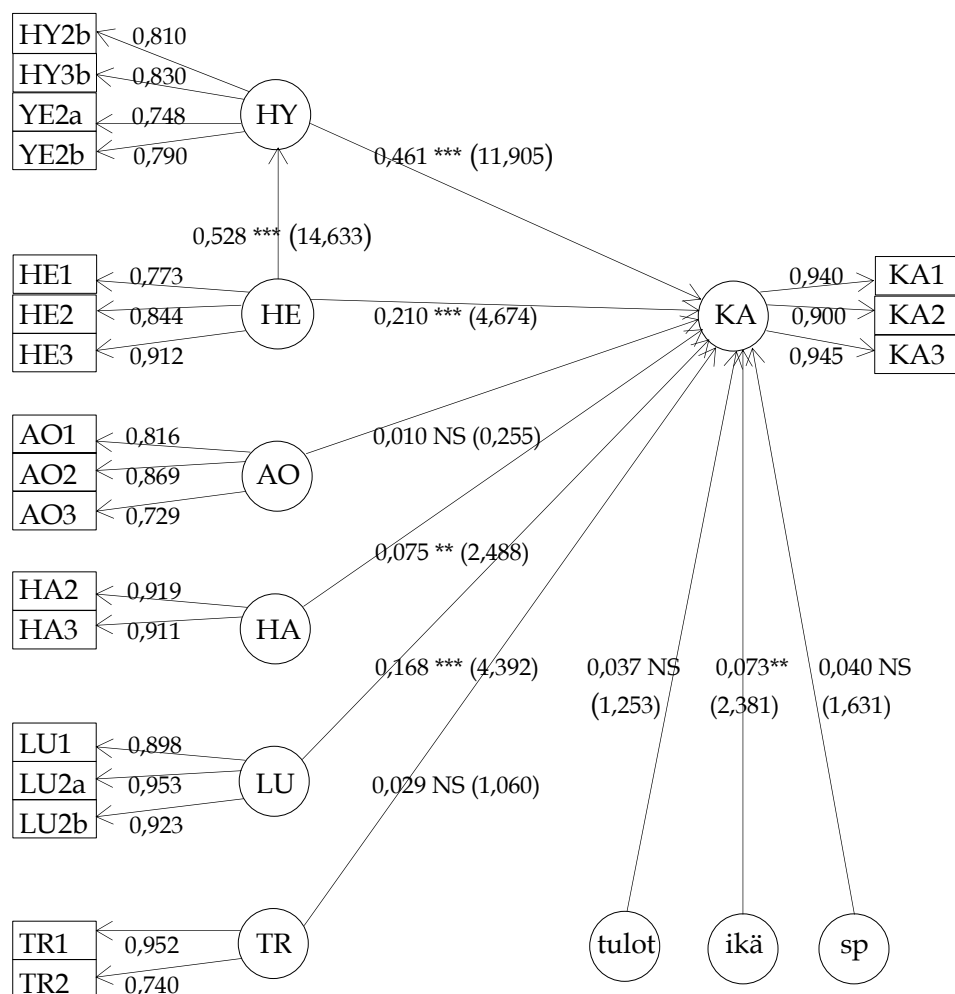 HY2b 0,810
HY3b 0,830
YE2a 0,748
YE2b 0,790
HY
0,461 *** (11,905)
0,528 *** (14,633)
HE1 0,773
HE2 0,844
HE3 0,912
HE
0,210 *** (4,674)
KA
0,940 KA1
0,900 KA2
0,945 KA3
AO1 0,816
AO2 0,869
AO3 0,729
AO
0,010 NS (0,255)
HA2 0,919
HA3 0,911
HA
0,075 ** (2,488)
LU1 0,898
LU2a 0,953
LU2b 0,923
LU
0,168 *** (4,392)
TR1 0,952
TR2 0,740
TR
0,029 NS (1,060)
0,037 NS
(1,253)
0,073**
(2,381)
0,040 NS
(1,631)
tulot
ikä
sp